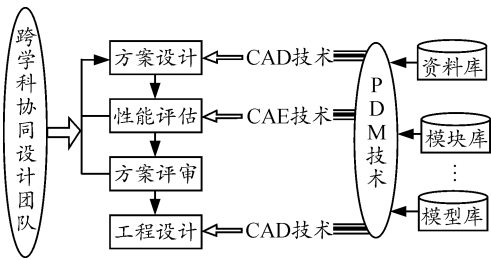 跨学科协同设计团队
方案设计
性能评估
方案评审
工程设计
CAD技术
CAE技术
CAD技术
PDM技术
资料库
模块库
⋮
模型库